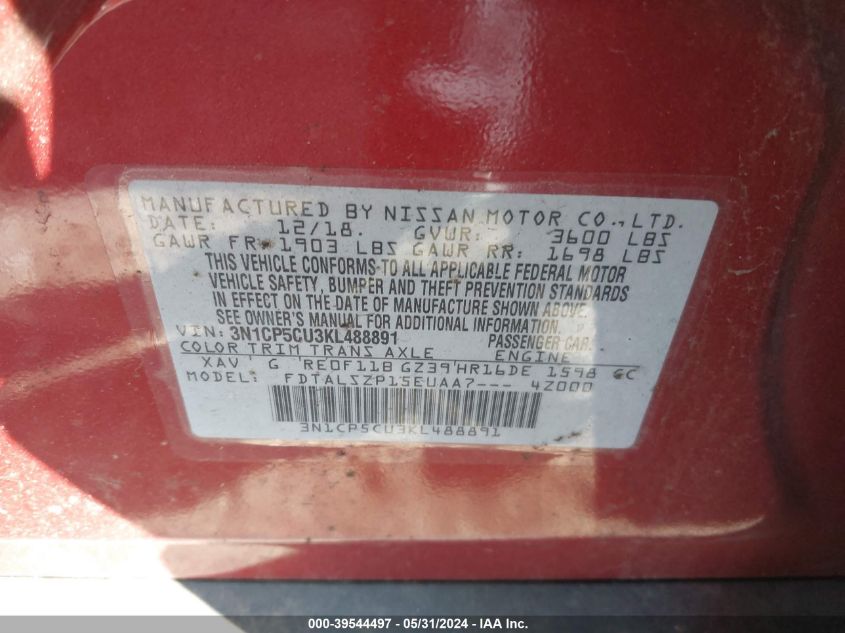 MANUFACTURED BY NISSAN MOTOR CO., LTD.
DATE: 12/18. GVWR: 3600 LBS
GAWR FR: 1903 LBS GAWR RR: 1698 LBS
THIS VEHICLE CONFORMS TO ALL APPLICABLE FEDERAL MOTOR
VEHICLE SAFETY, BUMPER AND THEFT PREVENTION STANDARDS
IN EFFECT ON THE DATE OF MANUFACTURE SHOWN ABOVE.
SEE OWNER'S MANUAL FOR ADDITIONAL INFORMATION.
VIN: 3N1CP5CU3KL488891 PASSENGER CAR
COLOR TRIM TRANS AXLE ENGINE
XAV G RE0F11B GZ39 HR16DE 1598 CC
MODEL: FDTALSZP15EUAA7--- 4Z000
3N1CP5CU3KL488891
000-39544497 - 05/31/2024 - IAA Inc.